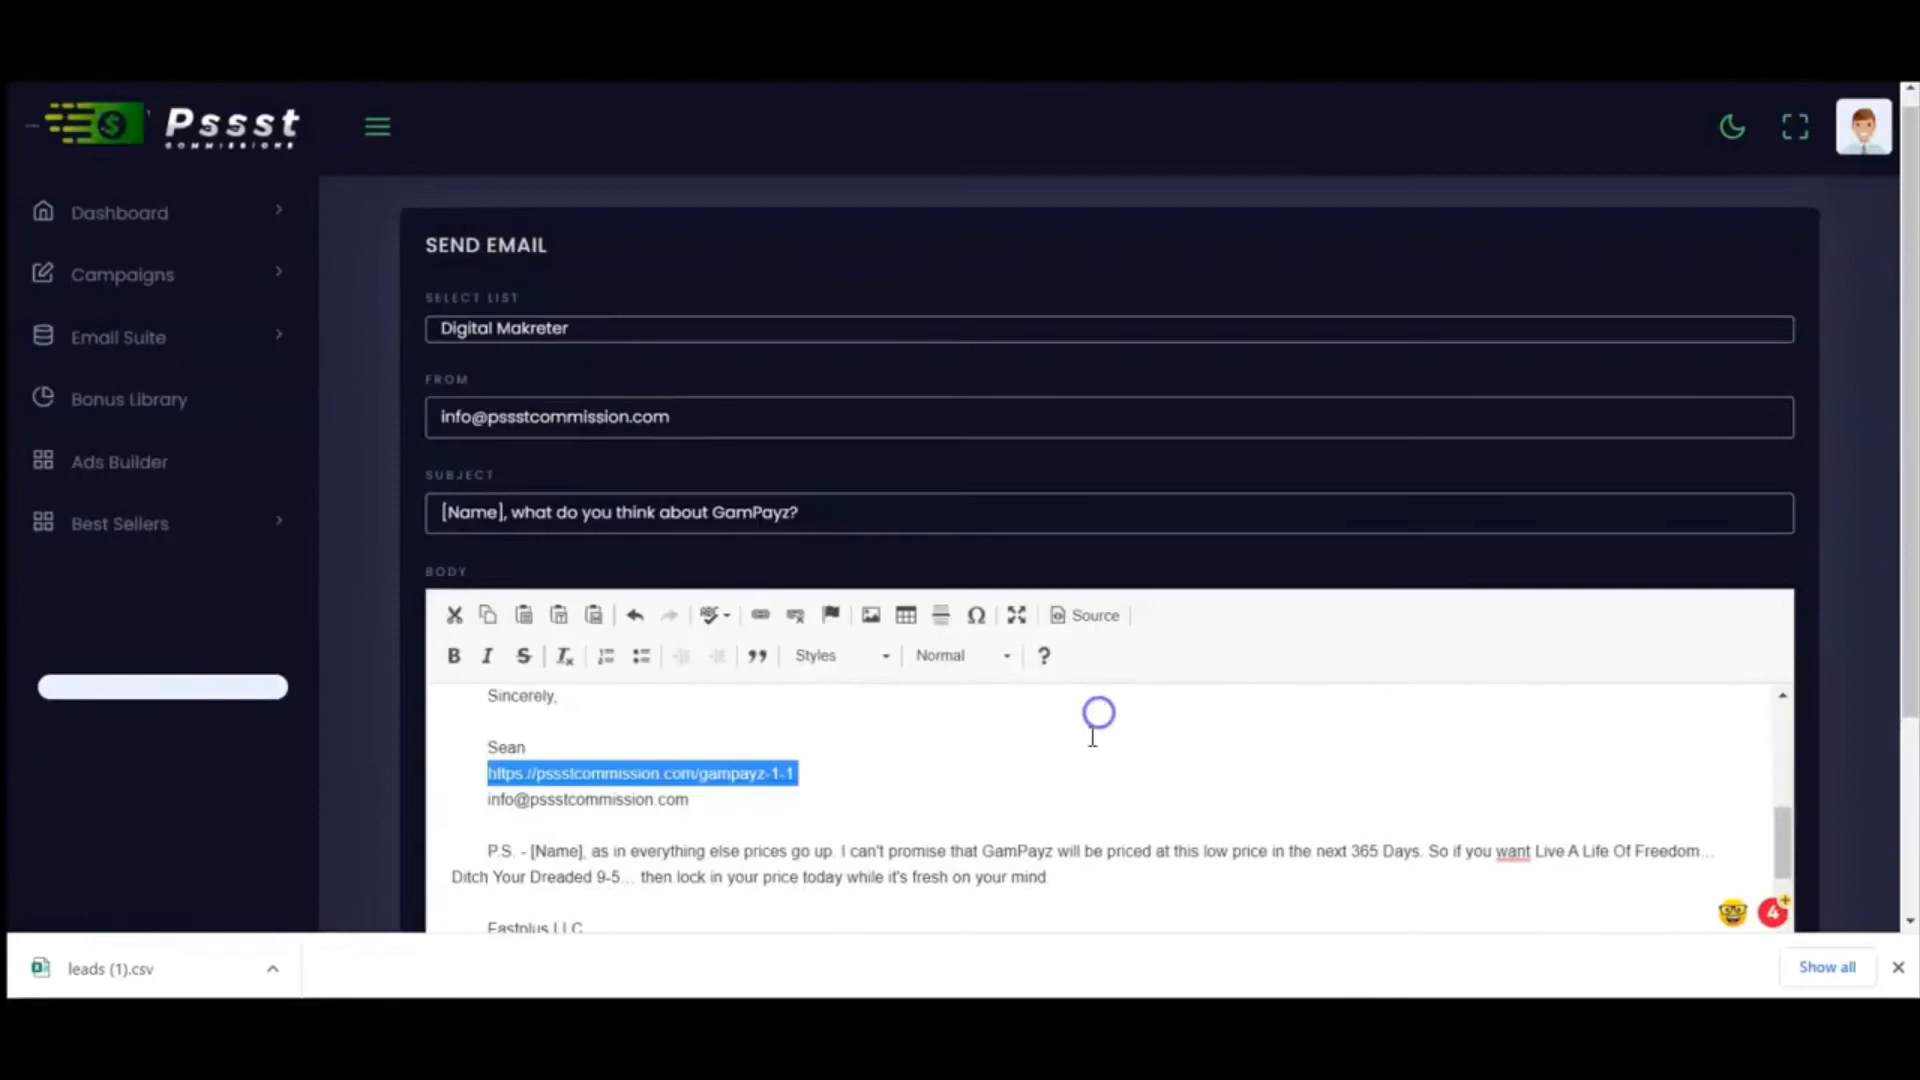 Pssst
COMMISSIONS
Dashboard
Campaigns
Email Suite
Bonus Library
Ads Builder
Best Sellers
SEND EMAIL
SELECT LIST
Digital Makreter
FROM
info@pssstcommission.com
SUBJECT
[Name], what do you think about GamPayz?
BODY
Source
B I S Tx Styles Normal ?
Sincerely,
Sean
https://pssstcommission.com/gampayz-1-1
info@pssstcommission.com
P.S. - [Name], as in everything else prices go up. I can't promise that GamPayz will be priced at this low price in the next 365 Days. So if you want Live A Life Of Freedom...
Ditch Your Dreaded 9-5... then lock in your price today while it's fresh on your mind
Fastplus LLC
4
leads (1).csv
Show all